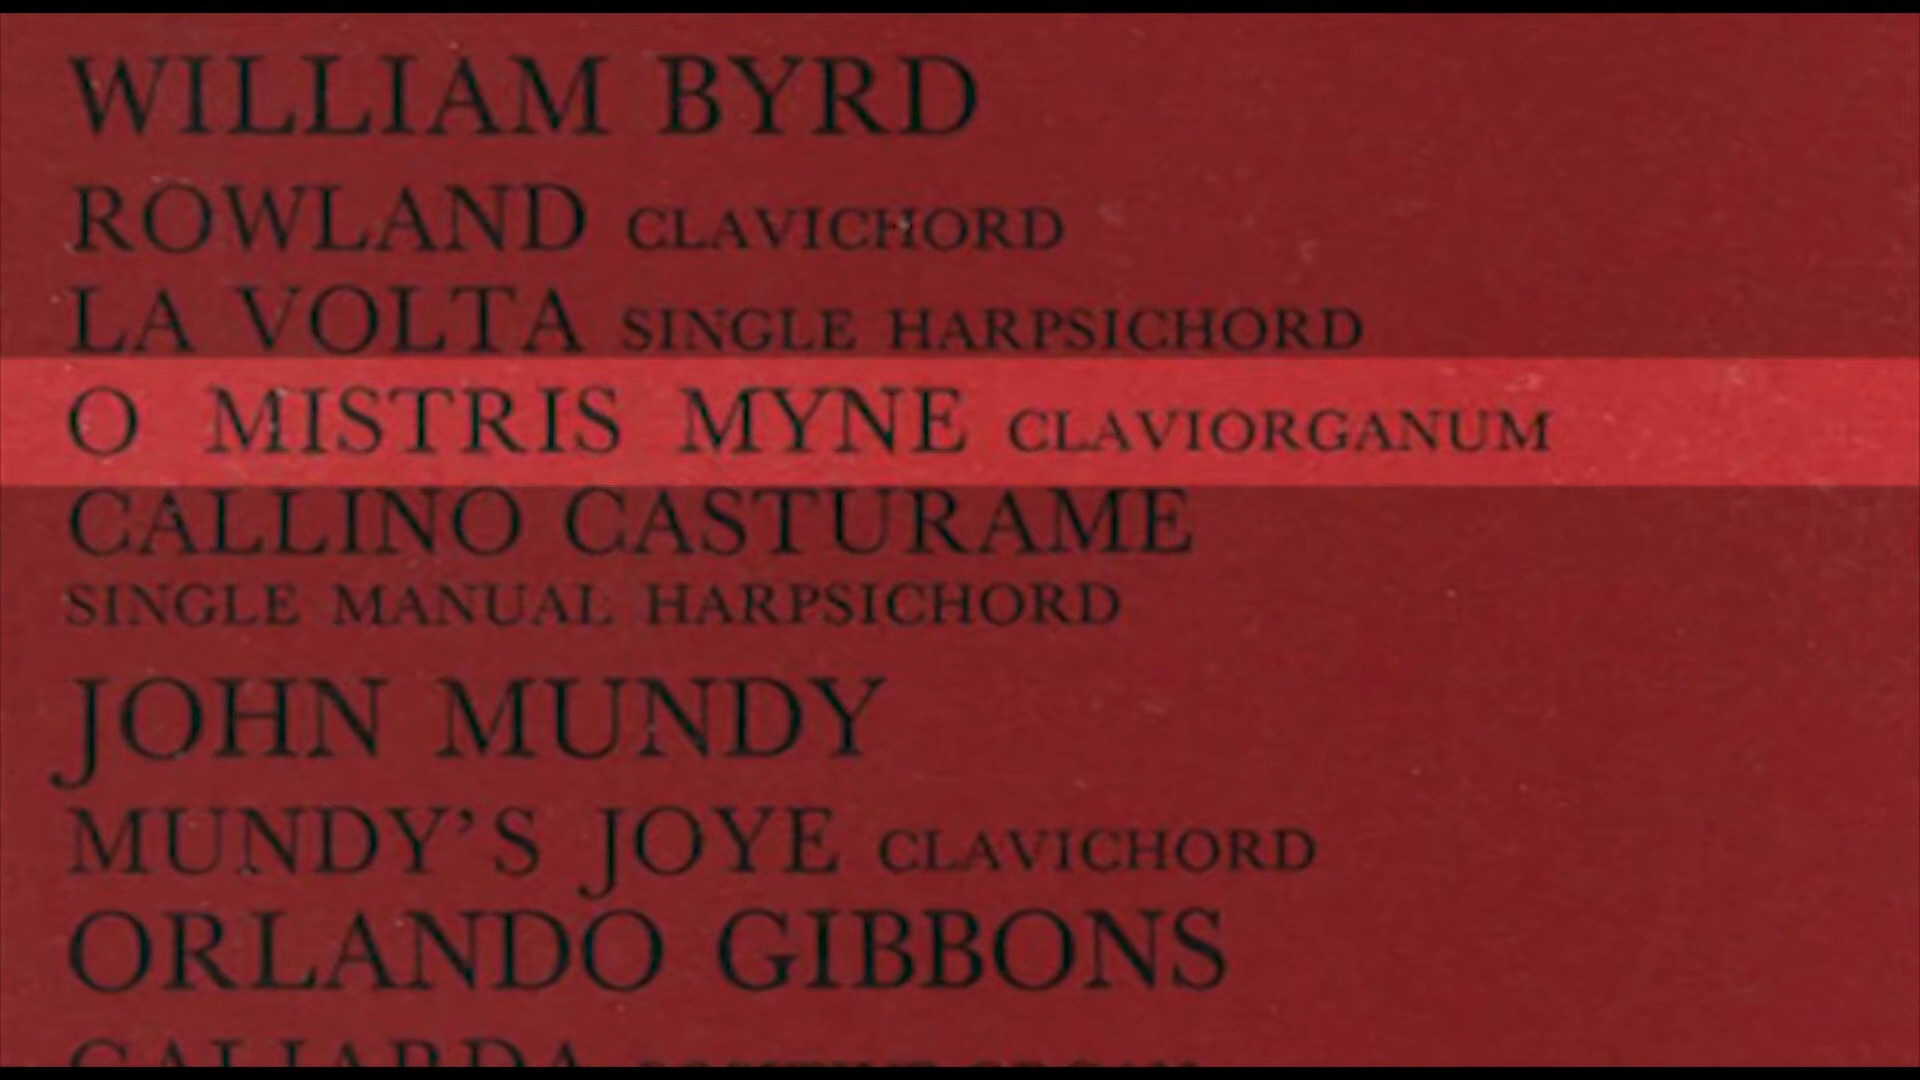 WILLIAM BYRD
ROWLAND CLAVICHORD
LA VOLTA SINGLE HARPSICHORD
O MISTRIS MYNE CLAVIORGANUM
CALLINO CASTURAME
SINGLE MANUAL HARPSICHORD
JOHN MUNDY
MUNDY'S JOYE CLAVICHORD
ORLANDO GIBBONS
GALIARDA